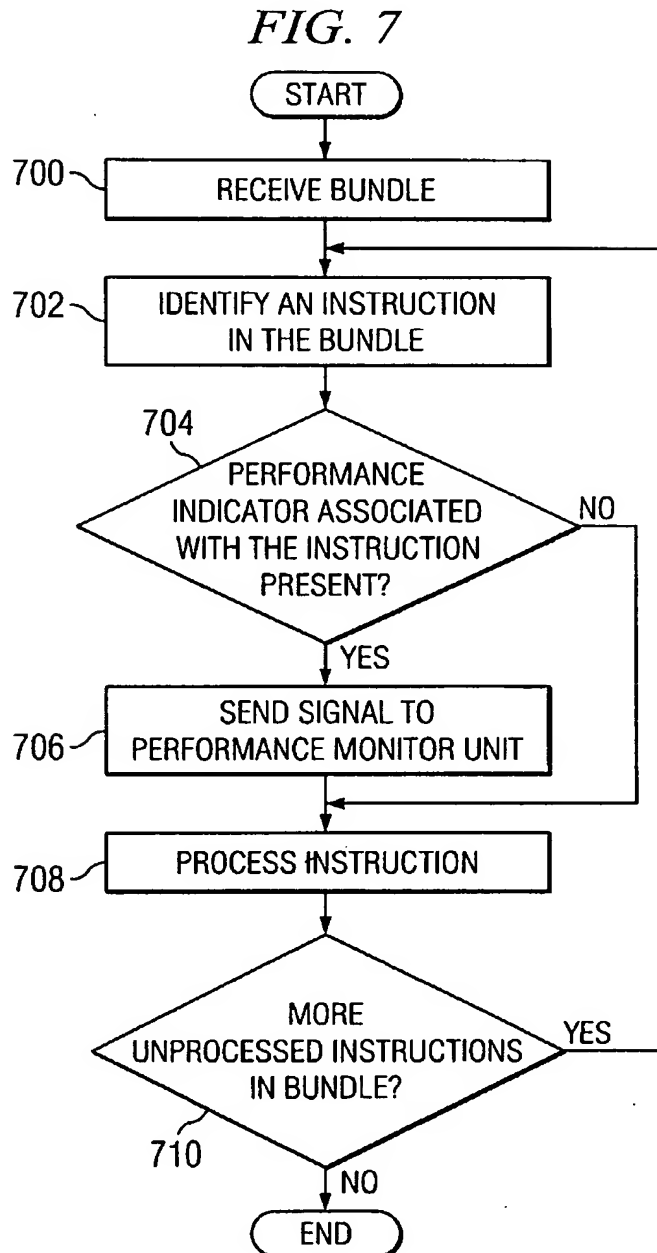 FIG. 7
START
700
RECEIVE BUNDLE
702
IDENTIFY AN INSTRUCTION
IN THE BUNDLE
704
PERFORMANCE
INDICATOR ASSOCIATED
WITH THE INSTRUCTION
PRESENT?
NO
YES
706
SEND SIGNAL TO
PERFORMANCE MONITOR UNIT
708
PROCESS INSTRUCTION
MORE
UNPROCESSED INSTRUCTIONS
IN BUNDLE?
YES
710
NO
END